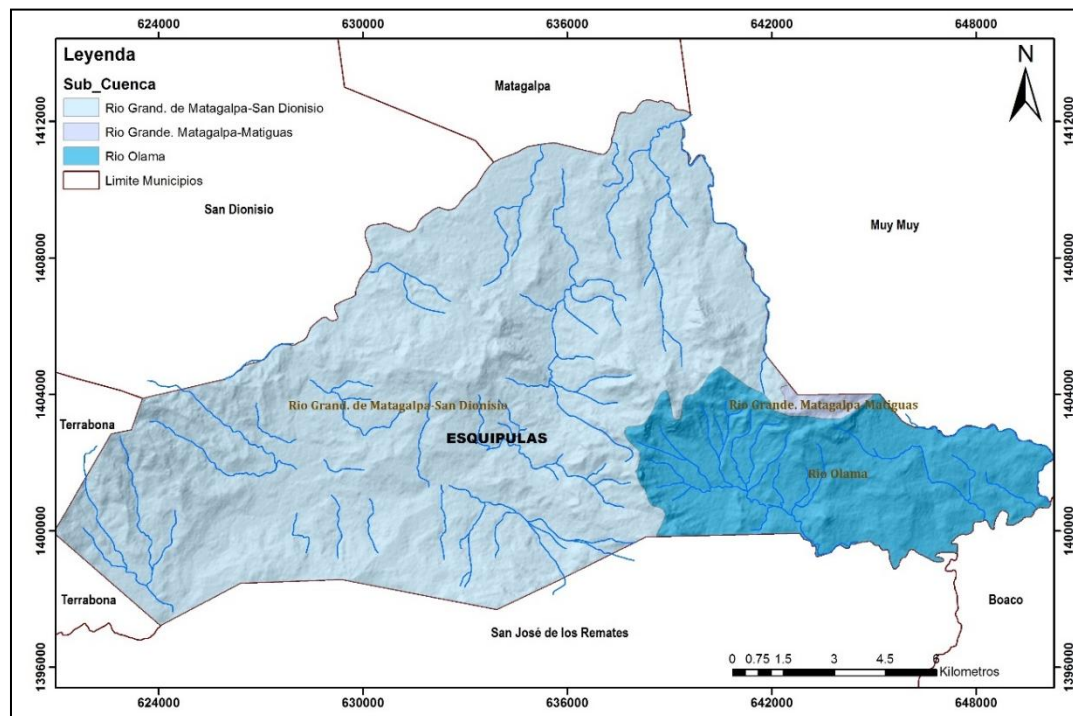 624000 630000 636000 642000 648000
Leyenda
Sub_Cuenca
Rio Grand. de Matagalpa-San Dionisio
Rio Grande. Matagalpa-Matiguas
Rio Olama
Limite Municipios
N
Matagalpa
San Dionisio
Muy Muy
1412000
1412000
1408000
1408000
1404000
1404000
1400000
1400000
1396000
1396000
Terrabona
Rio Grand. de Matagalpa-San Dionisio
Rio Grande. Matagalpa-Matiguas
ESQUIPULAS
Rio Olama
Terrabona
San José de los Remates
Boaco
0 0.75 1.5 3 4.5 6
Kilometros
624000 630000 636000 642000 648000